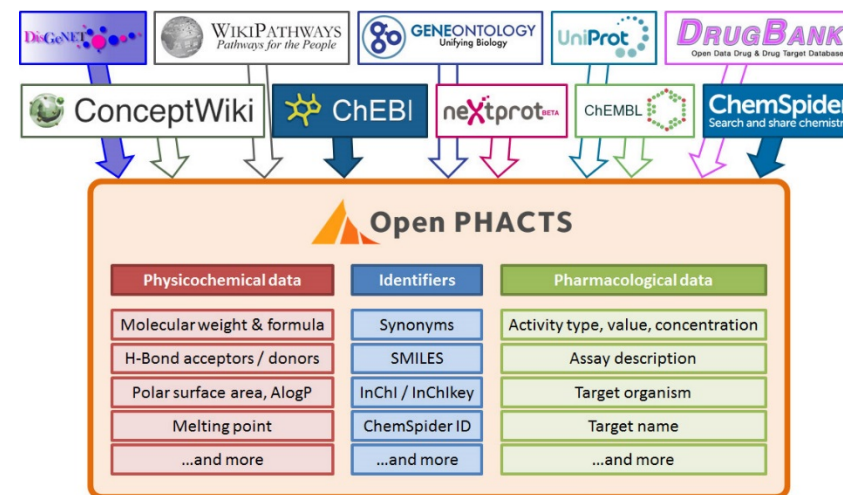 DisGeNET
WIKIPATHWAYS
Pathways for the People
GENEONTOLOGY
Unifying Biology
UniProt
DRUGBANK
Open Data Drug & Drug Target Database
ConceptWiki
ChEBI
neXtprot BETA
ChEMBL
ChemSpider
Search and share chemistry
Open PHACTS
Physicochemical data
Identifiers
Pharmacological data
Molecular weight & formula
Synonyms
Activity type, value, concentration
H-Bond acceptors / donors
SMILES
Assay description
Polar surface area, AlogP
InChI / InChIkey
Target organism
Melting point
ChemSpider ID
Target name
...and more
...and more
...and more